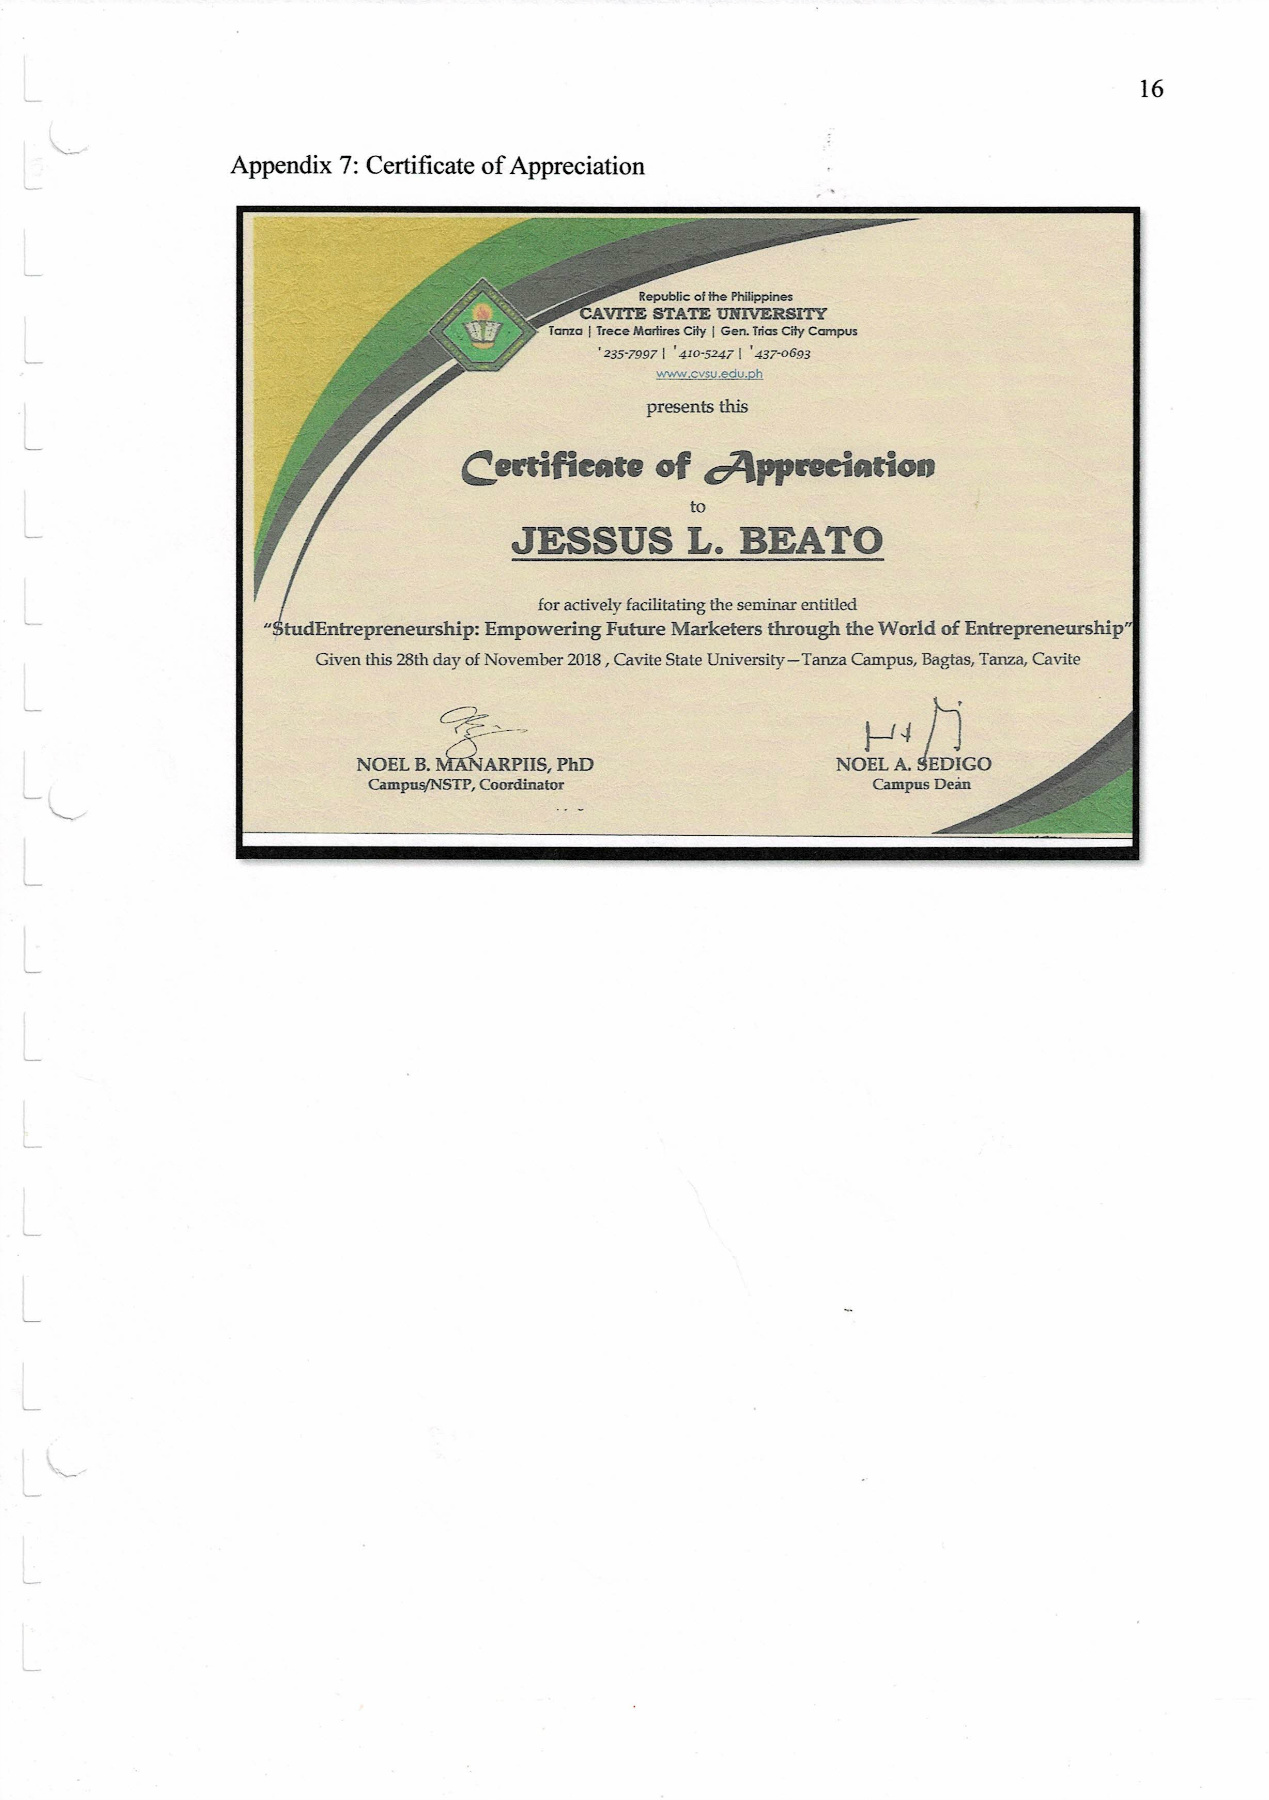 16
Appendix 7: Certificate of Appreciation
Republic of the Philippines
CAVITE STATE UNIVERSITY
Tanza | Trece Martires City | Gen. Trias City Campus
'235-7997 | '410-5247 | '437-0693
www.cvsu.edu.ph
presents this
Certificate of Appreciation
to
JESSUS L. BEATO
for actively facilitating the seminar entitled
"StudEntrepreneurship: Empowering Future Marketers through the World of Entrepreneurship"
Given this 28th day of November 2018 , Cavite State University—Tanza Campus, Bagtas, Tanza, Cavite
NOEL B. MANARPIIS, PhD
Campus/NSTP, Coordinator
NOEL A. SEDIGO
Campus Dean